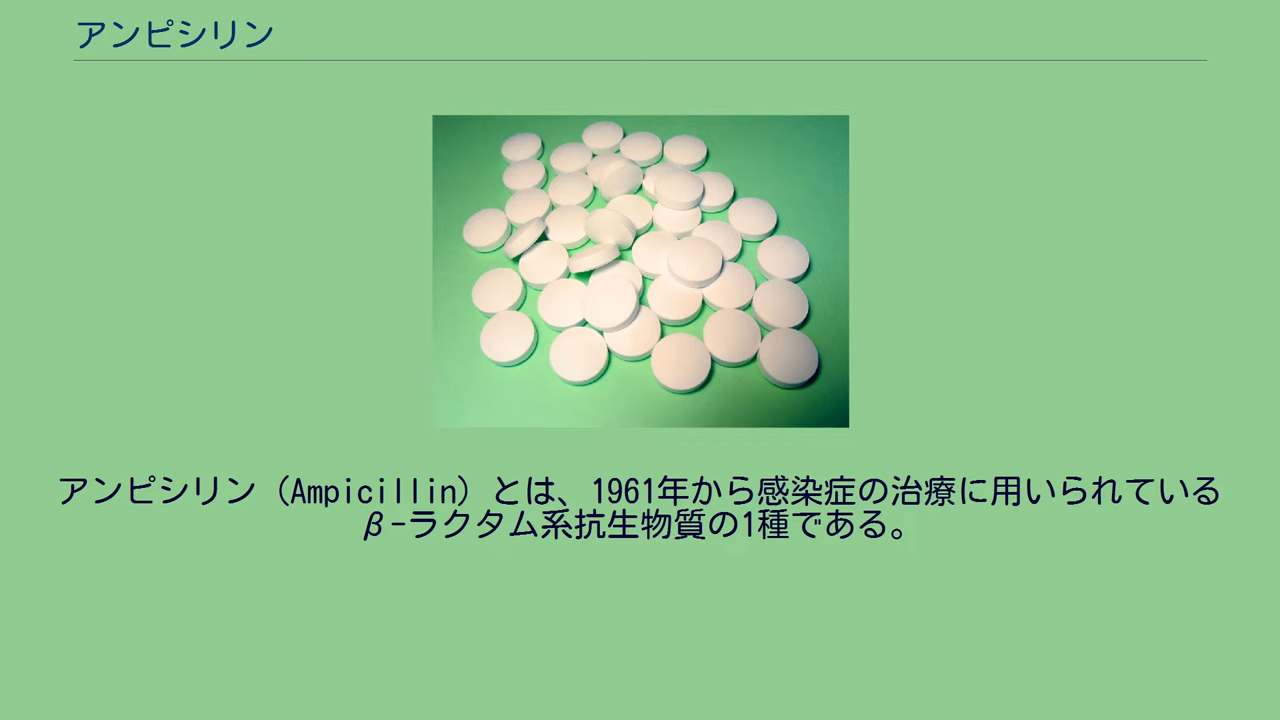 アンピシリン
アンピシリン（Ampicillin）とは、1961年から感染症の治療に用いられている
β-ラクタム系抗生物質の1種である。